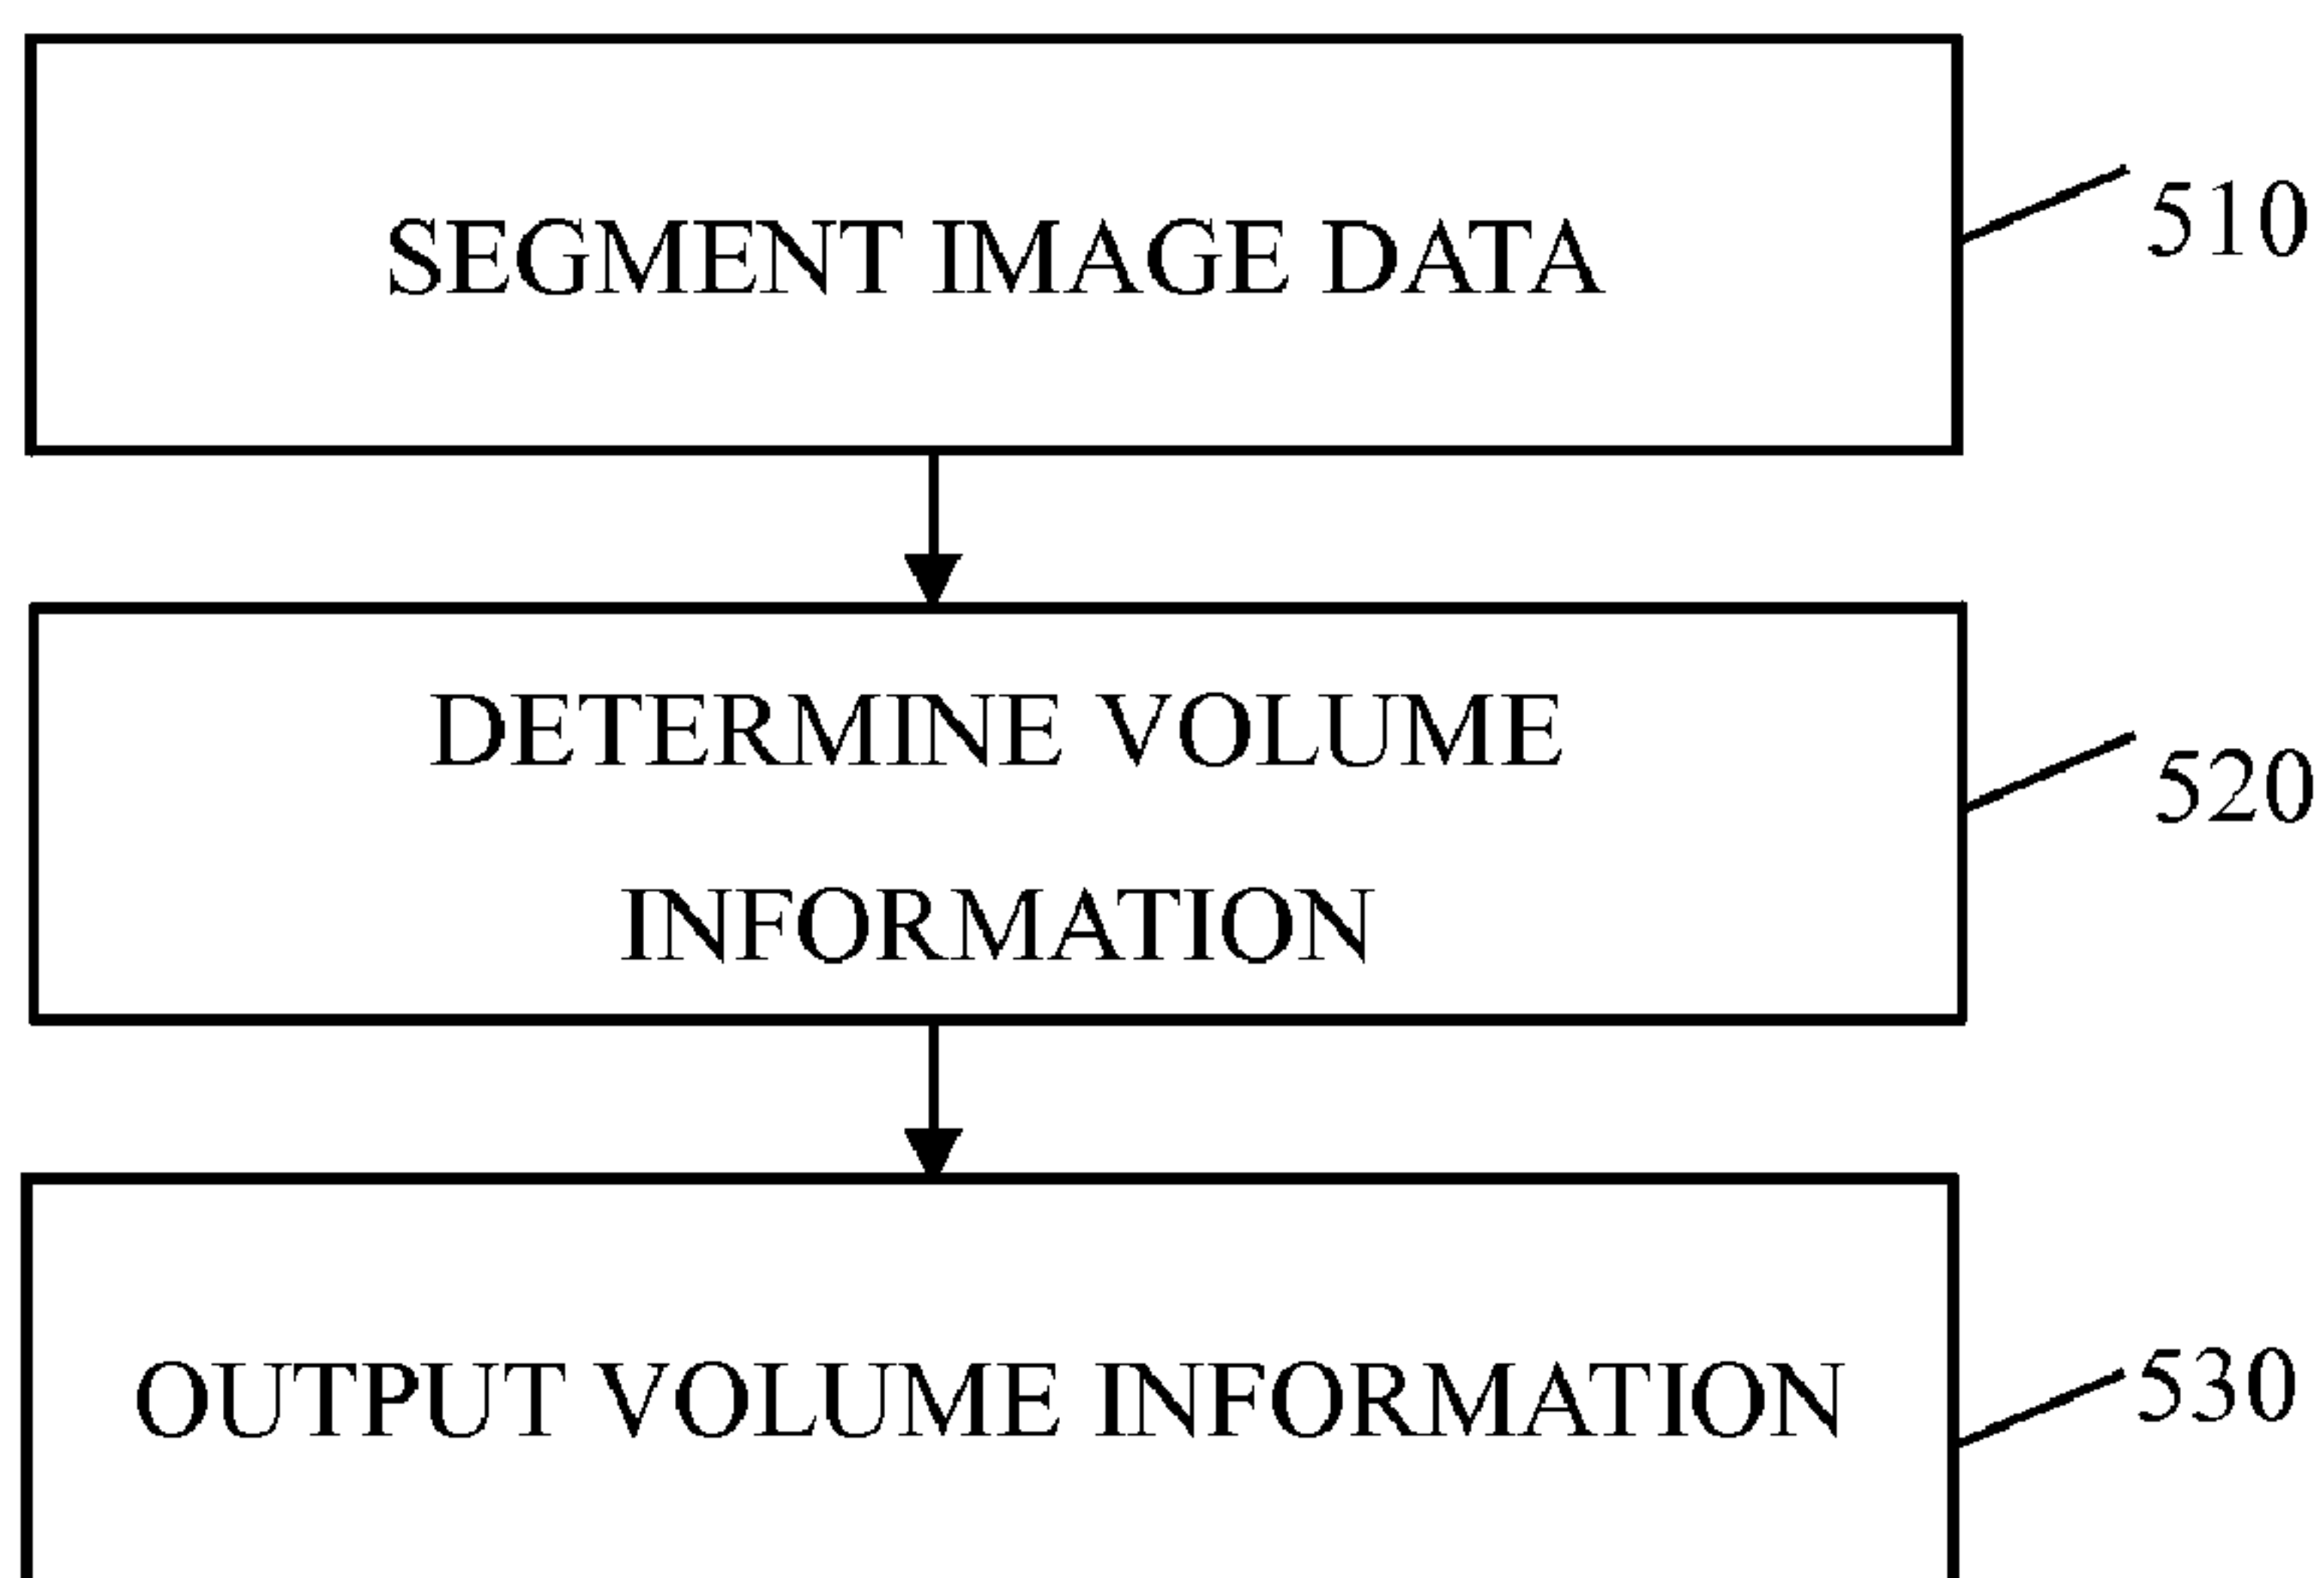 SEGMENT IMAGE DATA
510
DETERMINE VOLUME
INFORMATION
520
OUTPUT VOLUME INFORMATION
530